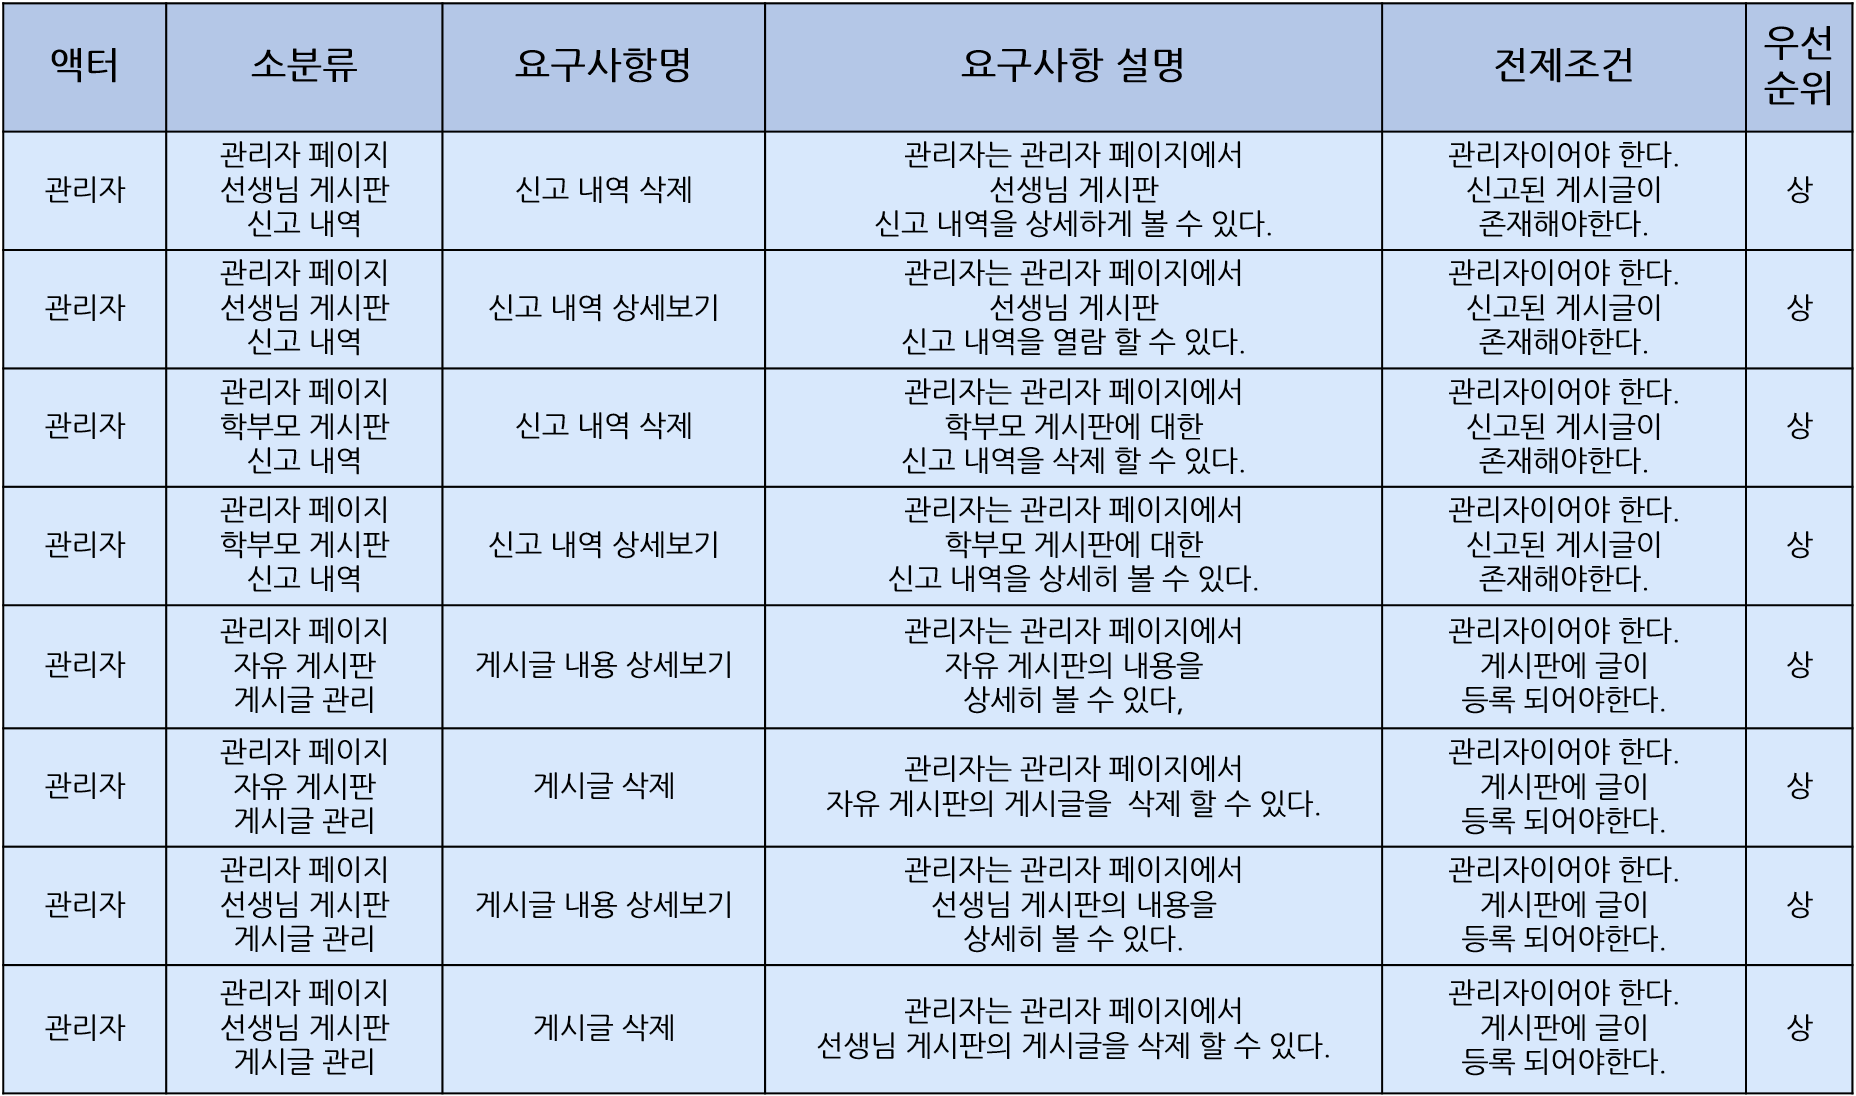 액터
소분류
요구사항명
요구사항 설명
전제조건
우선
순위
관리자
관리자 페이지
선생님 게시판
신고 내역
신고 내역 삭제
관리자는 관리자 페이지에서
선생님 게시판
신고 내역을 상세하게 볼 수 있다.
관리자이어야 한다.
신고된 게시글이
존재해야한다.
상
관리자
관리자 페이지
선생님 게시판
신고 내역
신고 내역 상세보기
관리자는 관리자 페이지에서
선생님 게시판
신고 내역을 열람 할 수 있다.
관리자이어야 한다.
신고된 게시글이
존재해야한다.
상
관리자
관리자 페이지
학부모 게시판
신고 내역
신고 내역 삭제
관리자는 관리자 페이지에서
학부모 게시판에 대한
신고 내역을 삭제 할 수 있다.
관리자이어야 한다.
신고된 게시글이
존재해야한다.
상
관리자
관리자 페이지
학부모 게시판
신고 내역
신고 내역 상세보기
관리자는 관리자 페이지에서
학부모 게시판에 대한
신고 내역을 상세히 볼 수 있다.
관리자이어야 한다.
신고된 게시글이
존재해야한다.
상
관리자
관리자 페이지
자유 게시판
게시글 관리
게시글 내용 상세보기
관리자는 관리자 페이지에서
자유 게시판의 내용을
상세히 볼 수 있다,
관리자이어야 한다.
게시판에 글이
등록 되어야한다.
상
관리자
관리자 페이지
자유 게시판
게시글 관리
게시글 삭제
관리자는 관리자 페이지에서
자유 게시판의 게시글을  삭제 할 수 있다.
관리자이어야 한다.
게시판에 글이
등록 되어야한다.
상
관리자
관리자 페이지
선생님 게시판
게시글 관리
게시글 내용 상세보기
관리자는 관리자 페이지에서
선생님 게시판의 내용을
상세히 볼 수 있다.
관리자이어야 한다.
게시판에 글이
등록 되어야한다.
상
관리자
관리자 페이지
선생님 게시판
게시글 관리
게시글 삭제
관리자는 관리자 페이지에서
선생님 게시판의 게시글을 삭제 할 수 있다.
관리자이어야 한다.
게시판에 글이
등록 되어야한다.
상